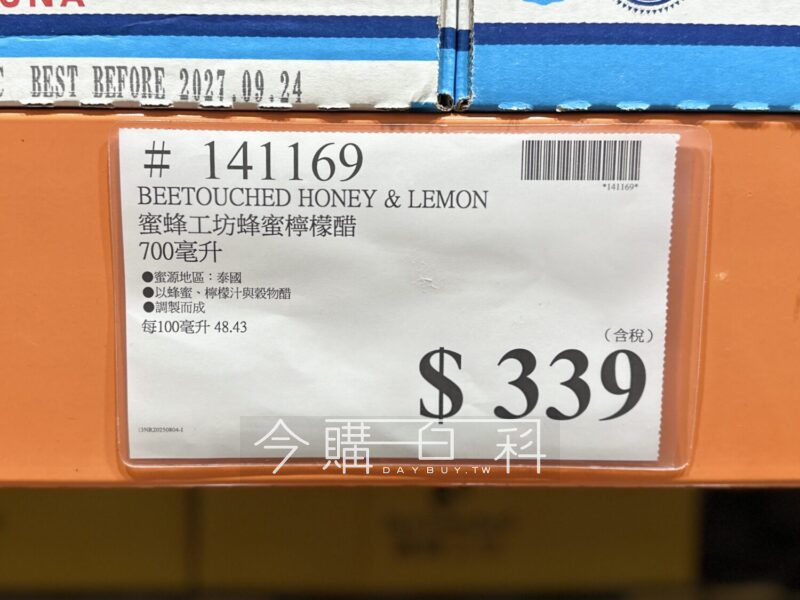 UNA
BEST BEFORE 2027.09.24
# 141169
*141169*
BEETOUCHED HONEY & LEMON
蜜蜂工坊蜂蜜檸檬醋
700毫升
●蜜源地區：泰國
●以蜂蜜、檸檬汁與穀物醋
●調製而成
每100毫升 48.43
（含稅）
$ 339
今購百科
DAYBUY.TW